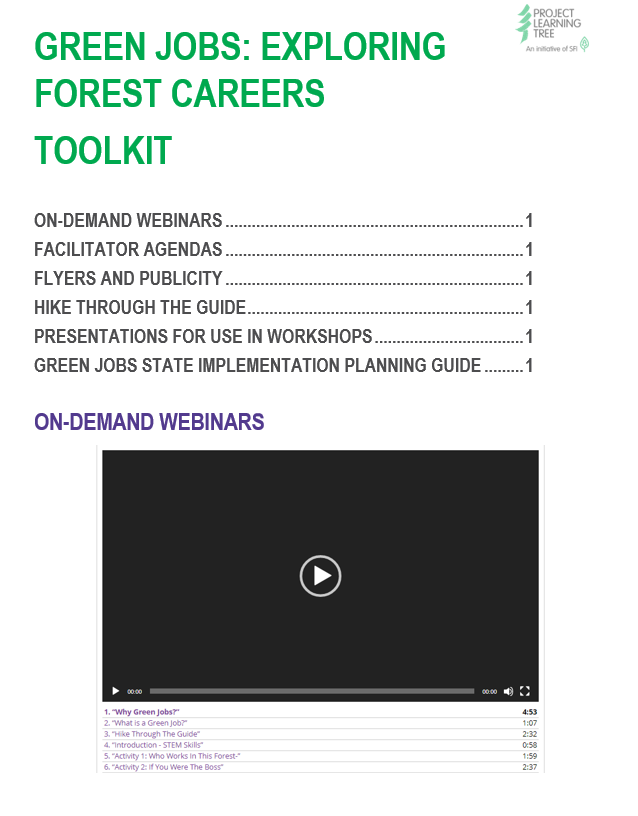 PROJECT
LEARNING
TREE
An initiative of SFI
GREEN JOBS: EXPLORING
FOREST CAREERS
TOOLKIT
ON-DEMAND WEBINARS ........................................................................ 1
FACILITATOR AGENDAS ........................................................................ 1
FLYERS AND PUBLICITY ........................................................................ 1
HIKE THROUGH THE GUIDE................................................................... 1
PRESENTATIONS FOR USE IN WORKSHOPS .................................... 1
GREEN JOBS STATE IMPLEMENTATION PLANNING GUIDE ......... 1
ON-DEMAND WEBINARS
00:00 00:00
1. "Why Green Jobs?" 4:53
2. "What is a Green Job?" 1:07
3. "Hike Through The Guide" 2:32
4. "Introduction - STEM Skills" 0:58
5. "Activity 1: Who Works In This Forest-" 1:59
6. "Activity 2: If You Were The Boss" 2:37